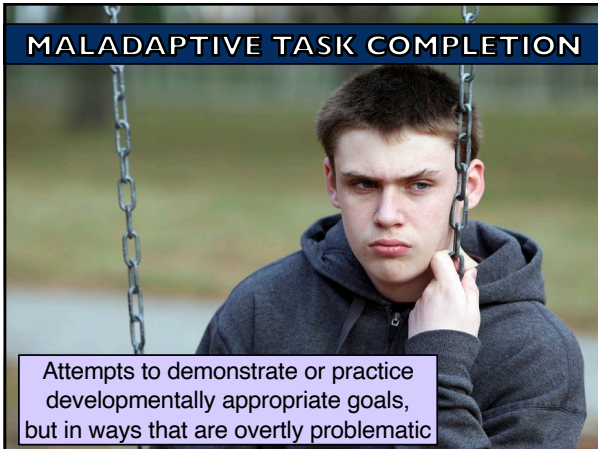 MALADAPTIVE TASK COMPLETION
Attempts to demonstrate or practice
developmentally appropriate goals,
but in ways that are overtly problematic